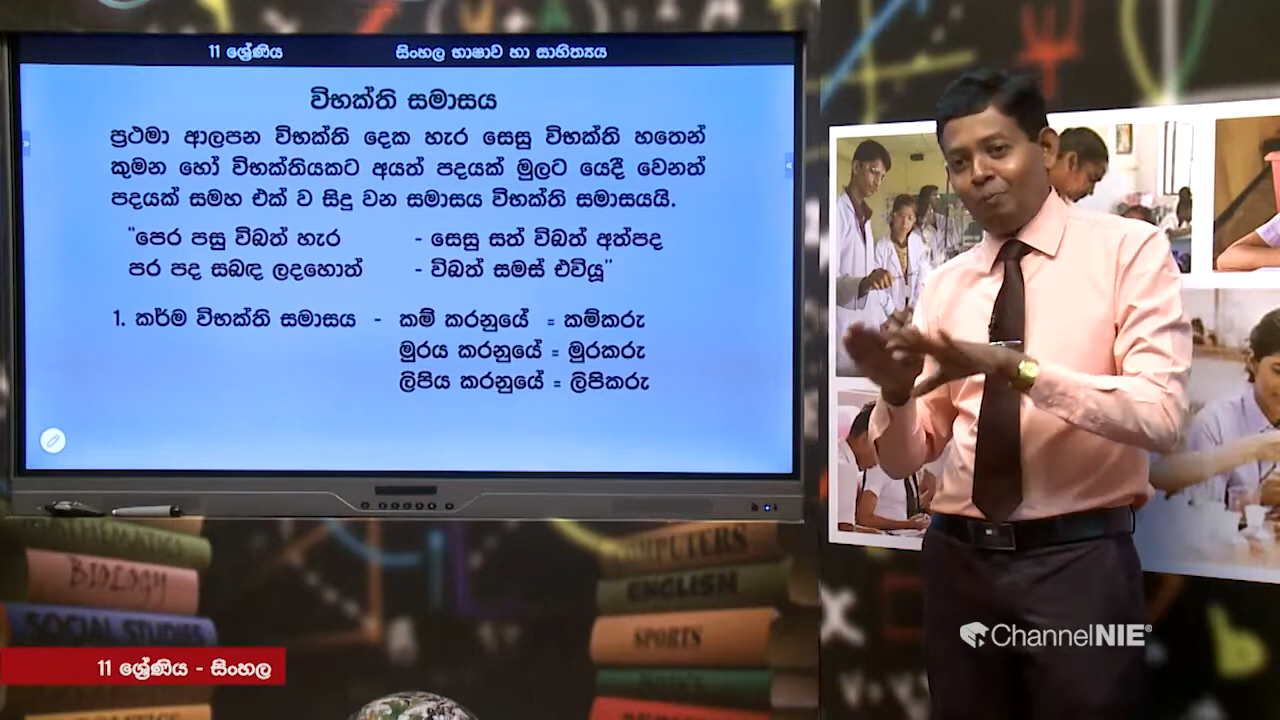 11 ශ්‍රේණිය සිංහල භාෂාව හා සාහිත්‍යය
විභක්ති සමාසය
ප්‍රථමා ආලපන විභක්ති දෙක හැර සෙසු විභක්ති හතෙන්
කුමන හෝ විභක්තියකට අයත් පදයක් මුලට යෙදී වෙනත්
පදයක් සමහ එක් ව සිදු වන සමාසය විභක්ති සමාසයයි.
"පෙර පසු විබත් හැර - සෙසු සත් විබත් අත්පද
පර පද සබඳ ලදහොත් - විබත් සමස් එවියූ"
1. කර්ම විභක්ති සමාසය - කම් කරනුයේ = කම්කරු
මුරය කරනුයේ = මුරකරු
ලිපිය කරනුයේ = ලිපිකරු
MATHEMATICS
BIOLOGY
SOCIAL STUDIES
COMPUTERS
ENGLISH
SPORTS
ChannelNIE®
11 ශ්‍රේණිය - සිංහල